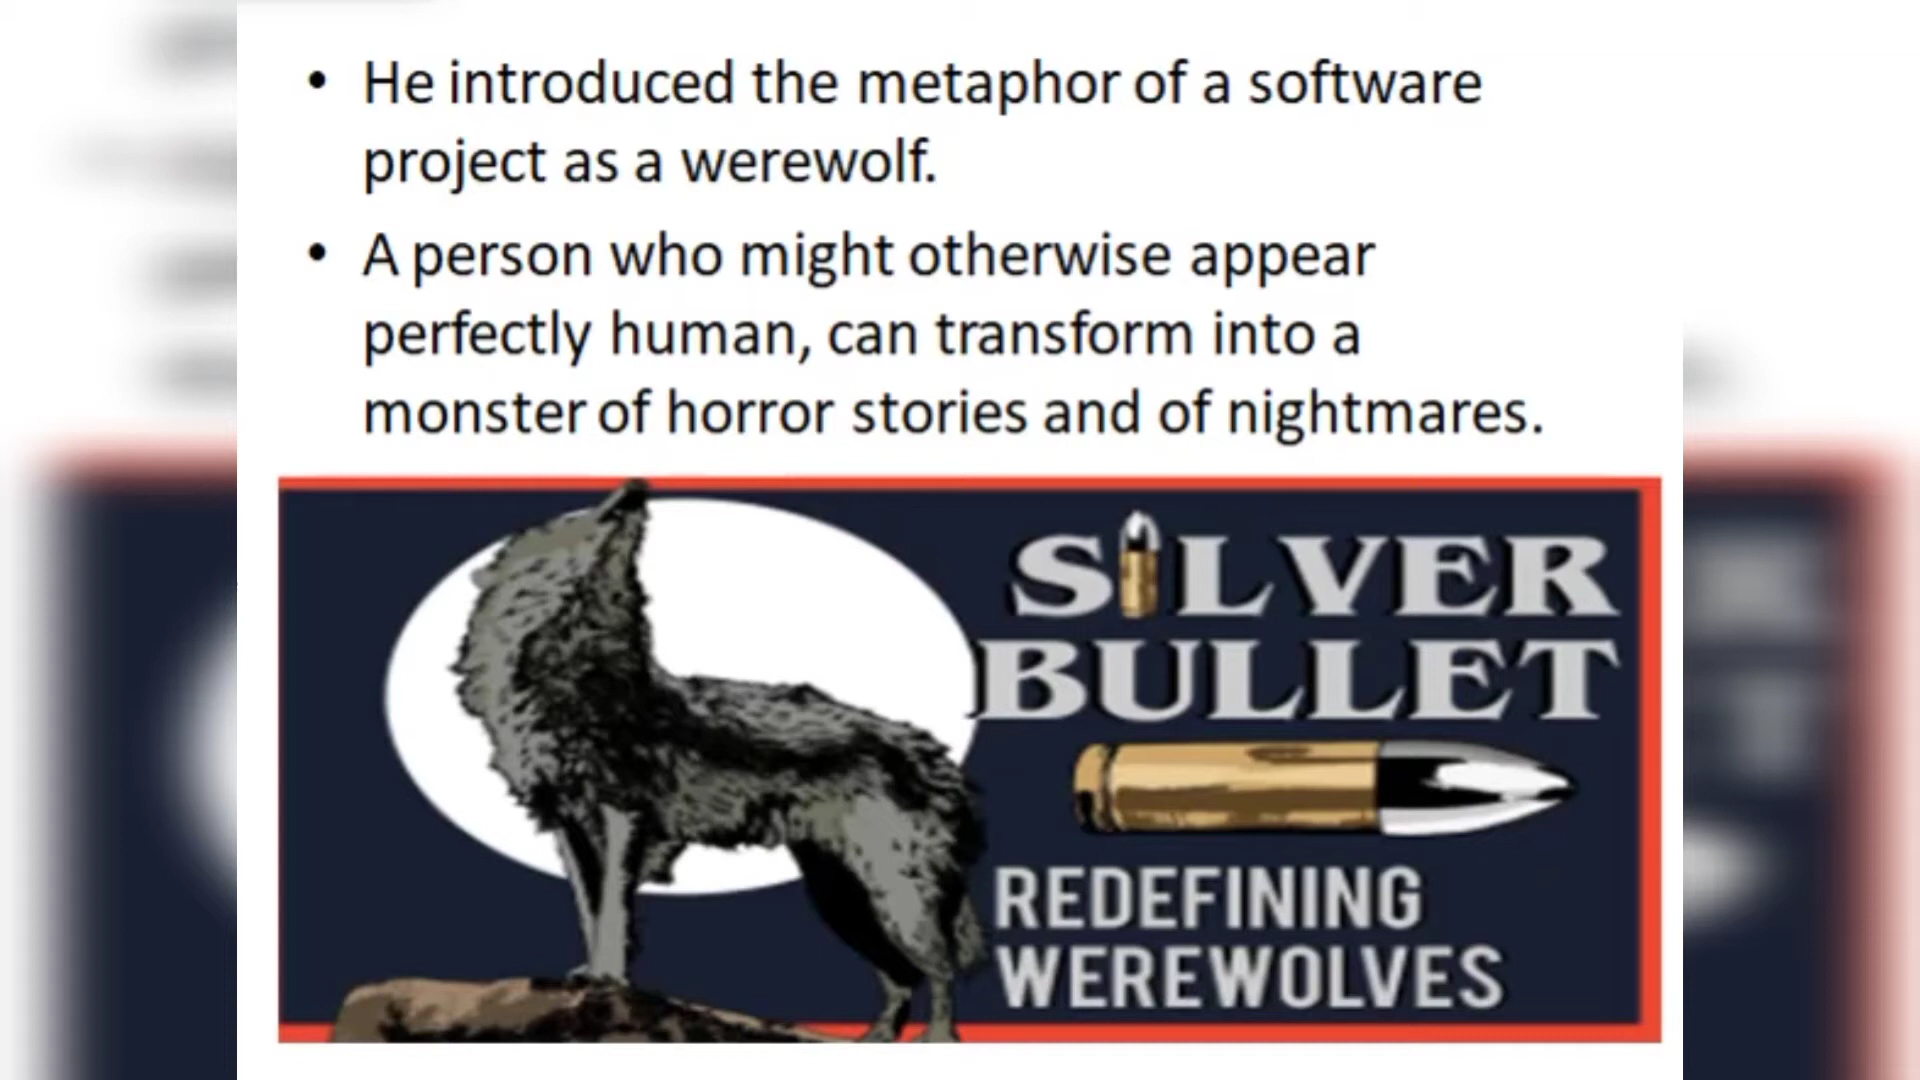 • He introduced the metaphor of a software
project as a werewolf.
• A person who might otherwise appear
perfectly human, can transform into a
monster of horror stories and of nightmares.
SILVER
BULLET
REDEFINING
WEREWOLVES